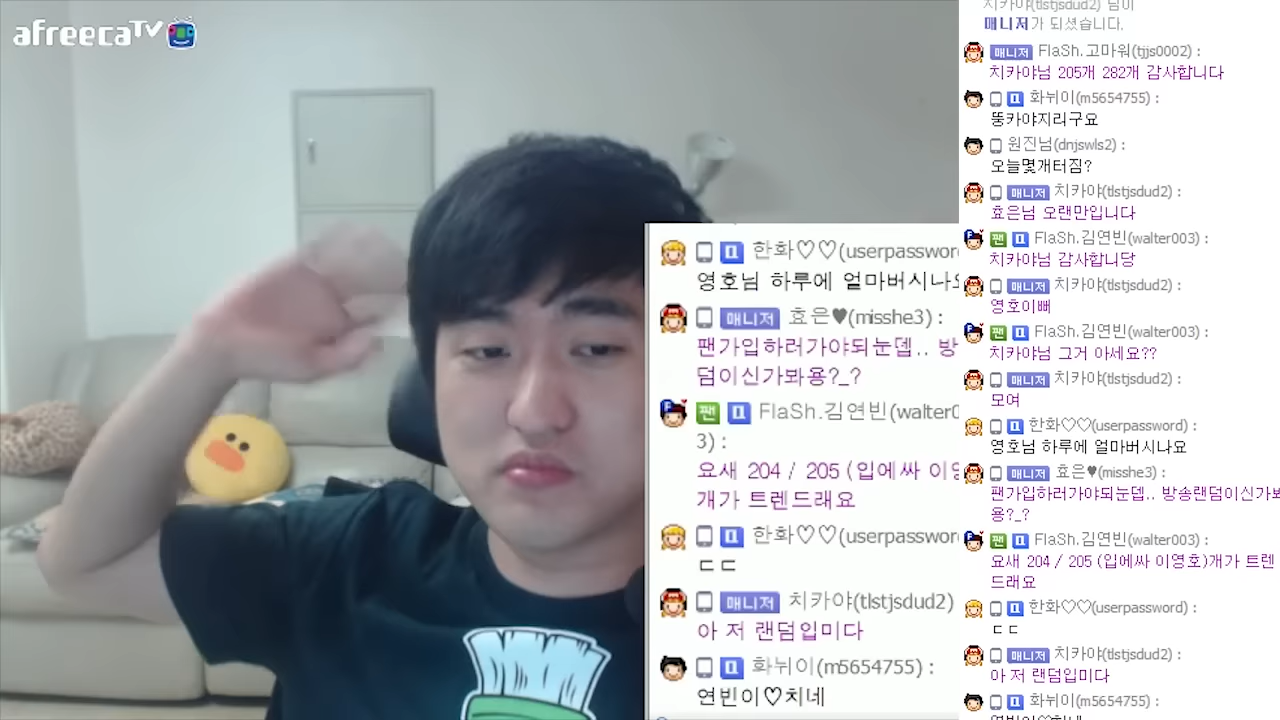 afreecaTV
한화♡♡(userpasswor
영호님 하루에 얼마버시나요
매니저 효은♥(misshe3) :
팬가입하러가야되눈뎁.. 방
덤이신가봐용?_?
팬 FlaSh.김연빈(walter0
3) :
요새 204 / 205 (입에싸 이영
개가 트렌드래요
한화♡♡(userpasswor
ㄷㄷ
매니저 치카야(tlstjsdud2)
아 저 랜덤입미다
화뉘이(m5654755) :
연빈이♡치네
치카야(tlstjsdud2) 님이
매니저가 되셨습니다.
매니저 FlaSh.고마워(tjjs0002) :
치카야님 205개 282개 감사합니다
화뉘이(m5654755) :
뚱카야지리구요
원진넘(dnjswls2) :
오늘몇개터짐?
매니저 치카야(tlstjsdud2) :
효은님 오랜만입니다
팬 FlaSh.김연빈(walter003) :
치카야님 감사합니당
매니저 치카야(tlstjsdud2) :
영호이뻐
팬 FlaSh.김연빈(walter003) :
치카야님 그거 아세요??
매니저 치카야(tlstjsdud2) :
모여
한화♡♡(userpassword) :
영호님 하루에 얼마버시나요
매니저 효은♥(misshe3) :
팬가입하러가야되눈뎁.. 방송랜덤이신가봐
용?_?
팬 FlaSh.김연빈(walter003) :
요새 204 / 205 (입에싸 이영호)개가 트렌
드래요
한화♡♡(userpassword) :
ㄷㄷ
매니저 치카야(tlstjsdud2) :
아 저 랜덤입미다
화뉘이(m5654755) :
연빈이♡치네